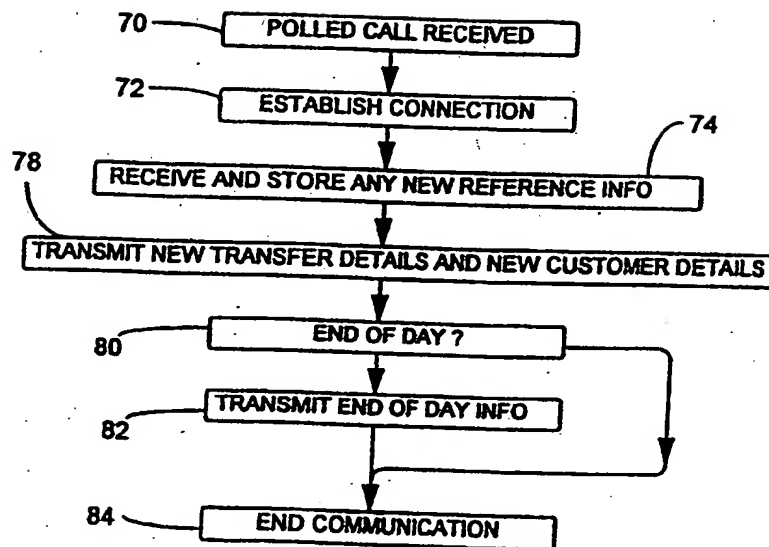 70
POLLED CALL RECEIVED
72
ESTABLISH CONNECTION
74
RECEIVE AND STORE ANY NEW REFERENCE INFO
78
TRANSMIT NEW TRANSFER DETAILS AND NEW CUSTOMER DETAILS
80
END OF DAY ?
82
TRANSMIT END OF DAY INFO
84
END COMMUNICATION